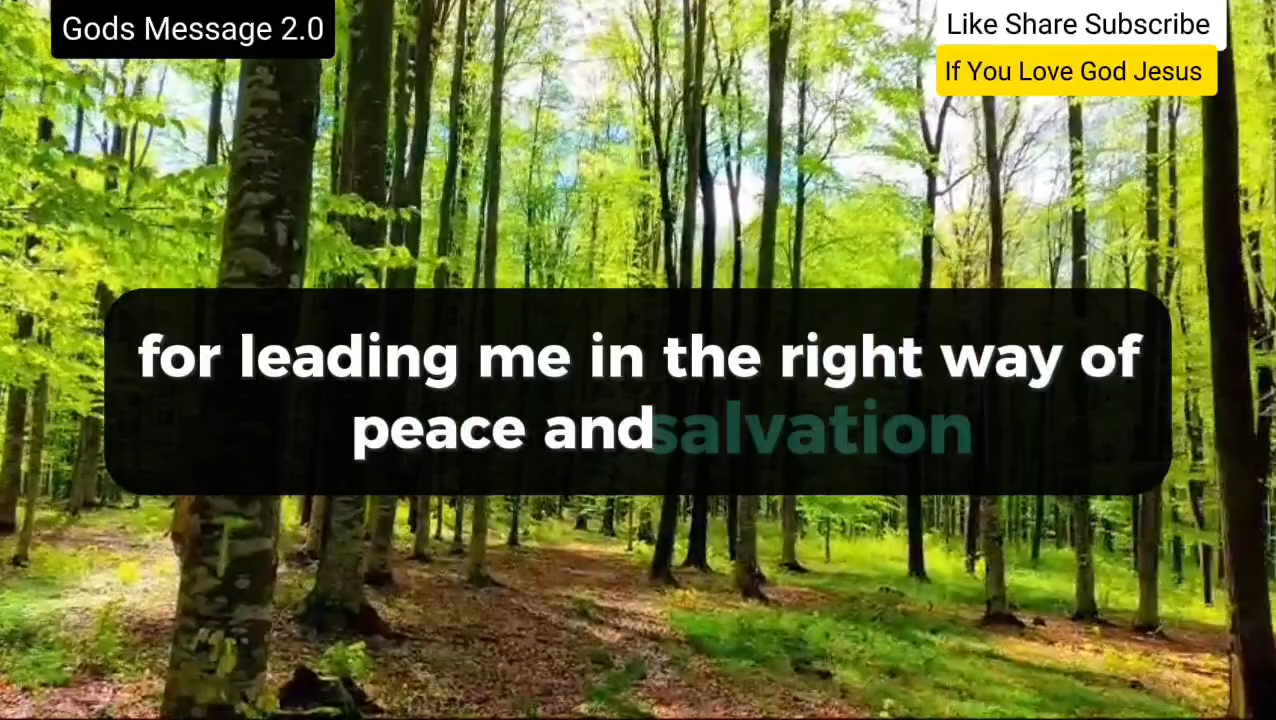 Gods Message 2.0
Like Share Subscribe
If You Love God Jesus
for leading me in the right way of
peace and salvation